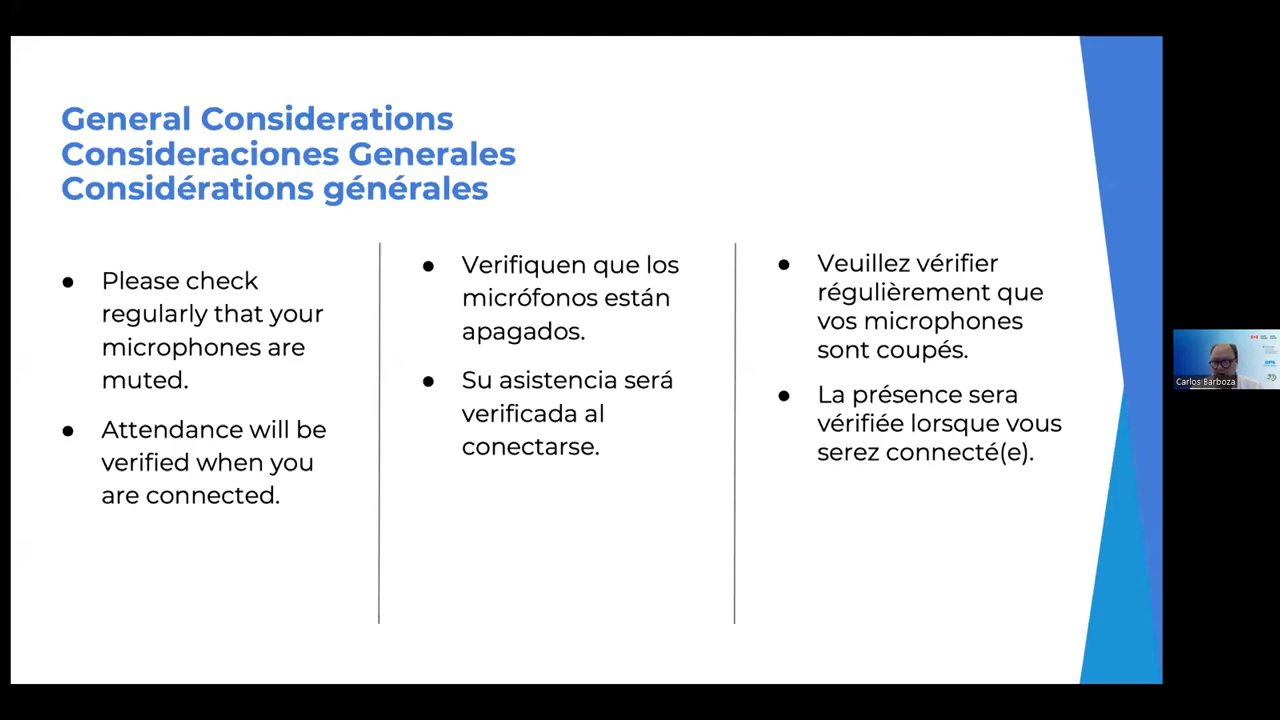 General Considerations
Consideraciones Generales
Considérations générales
● Please check
regularly that your
microphones are
muted.
● Attendance will be
verified when you
are connected.
● Verifiquen que los
micrófonos están
apagados.
● Su asistencia será
verificada al
conectarse.
● Veuillez vérifier
régulièrement que
vos microphones
sont coupés.
● La présence sera
vérifiée lorsque vous
serez connecté(e).
Carlos Barboza